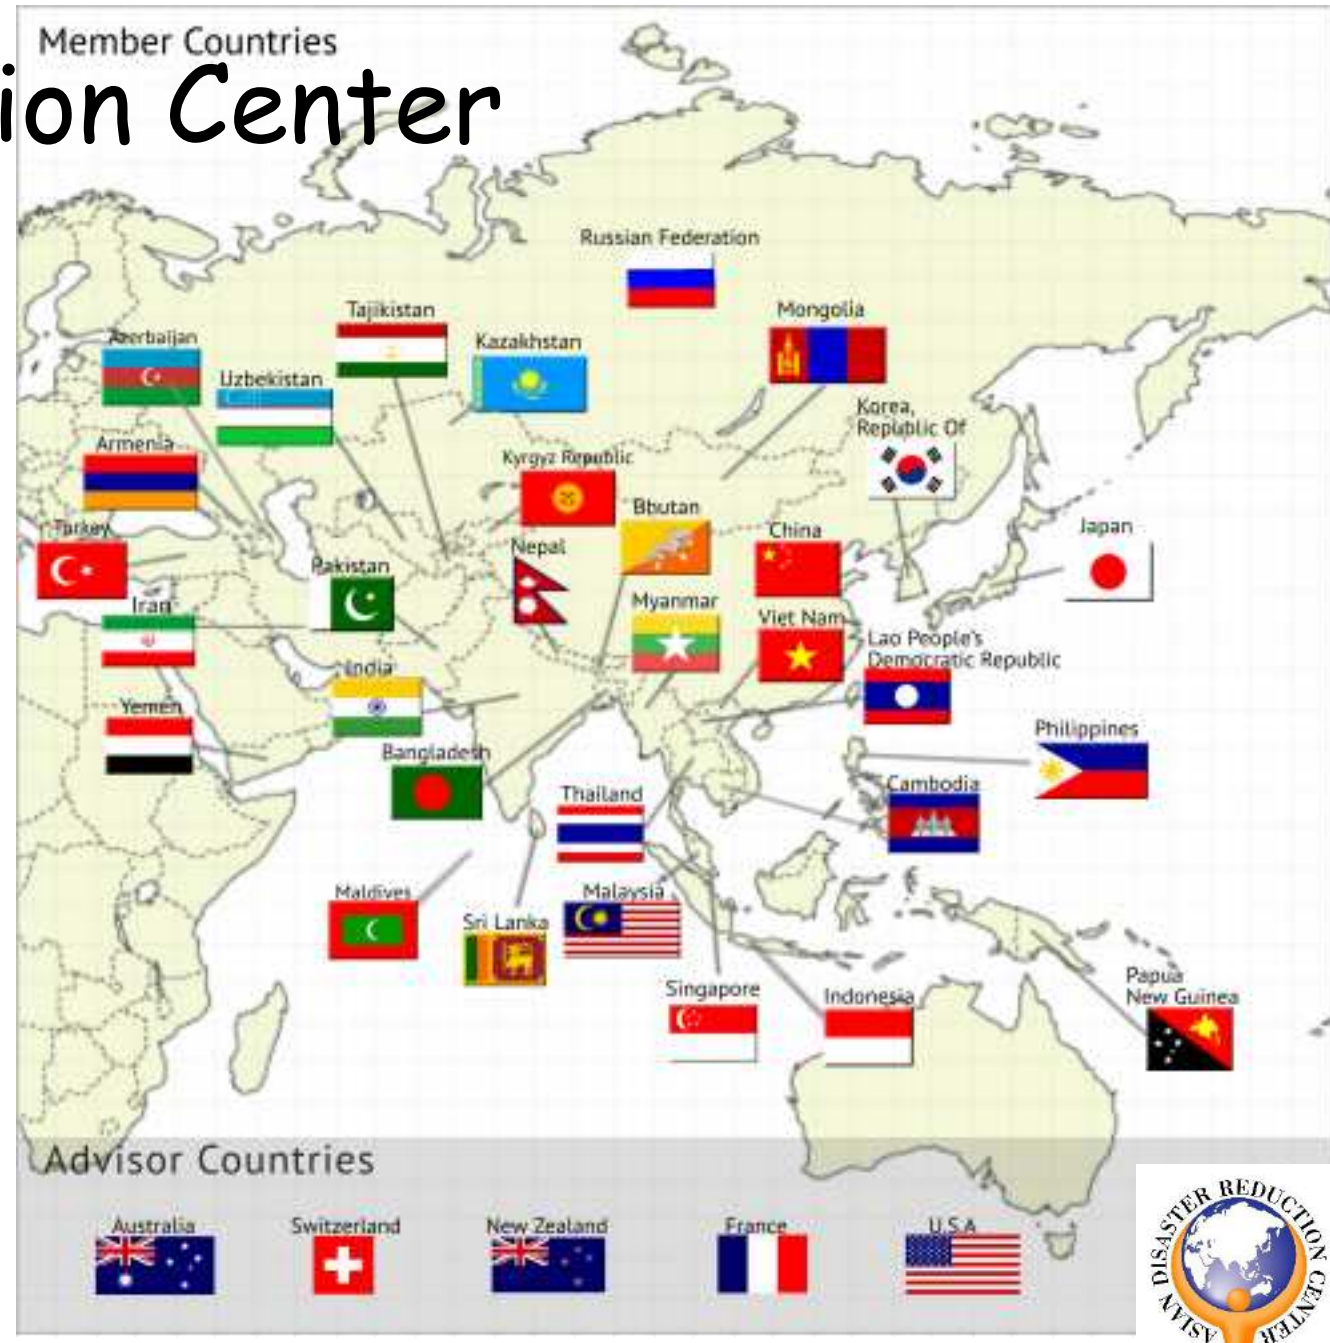 Member Countries
ion Center
Russian Federation
Tajikistan
Mongolia
Azerbaijan
Kazakhstan
Uzbekistan
Korea,
Republic Of
Armenia
Kyrgyz Republic
Bhutan
Turkey
China
Japan
Nepal
Pakistan
Iran
Myanmar
Viet Nam
Lao People's
Democratic Republic
India
Yemen
Philippines
Bangladesh
Cambodia
Thailand
Maldives
Malaysia
Sri Lanka
Singapore
Indonesia
Papua
New Guinea
Advisor Countries
Australia
Switzerland
New Zealand
France
U.S.A
ASIAN DISASTER REDUCTION CENTER